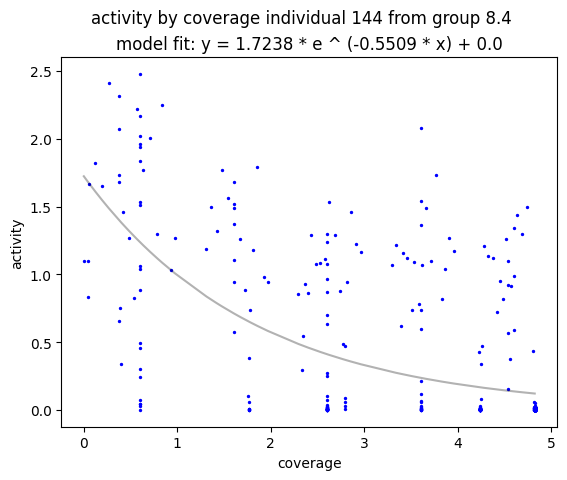 activity by coverage individual 144 from group 8.4
model fit: y = 1.7238 * e ^ (-0.5509 * x) + 0.0
2.5
2.0
1.5
1.0
0.5
0.0
activity
0 1 2 3 4 5
coverage